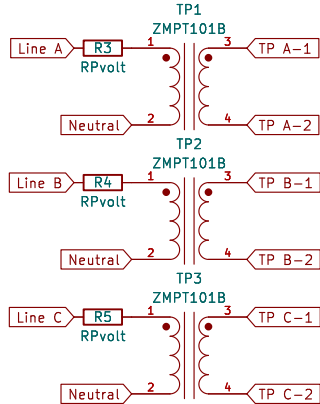 TP1
ZMPT101B
Line A R3 1 3 TP A-1
RPvolt
Neutral 2 4 TP A-2
TP2
ZMPT101B
Line B R4 1 3 TP B-1
RPvolt
Neutral 2 4 TP B-2
TP3
ZMPT101B
Line C R5 1 3 TP C-1
RPvolt
Neutral 2 4 TP C-2